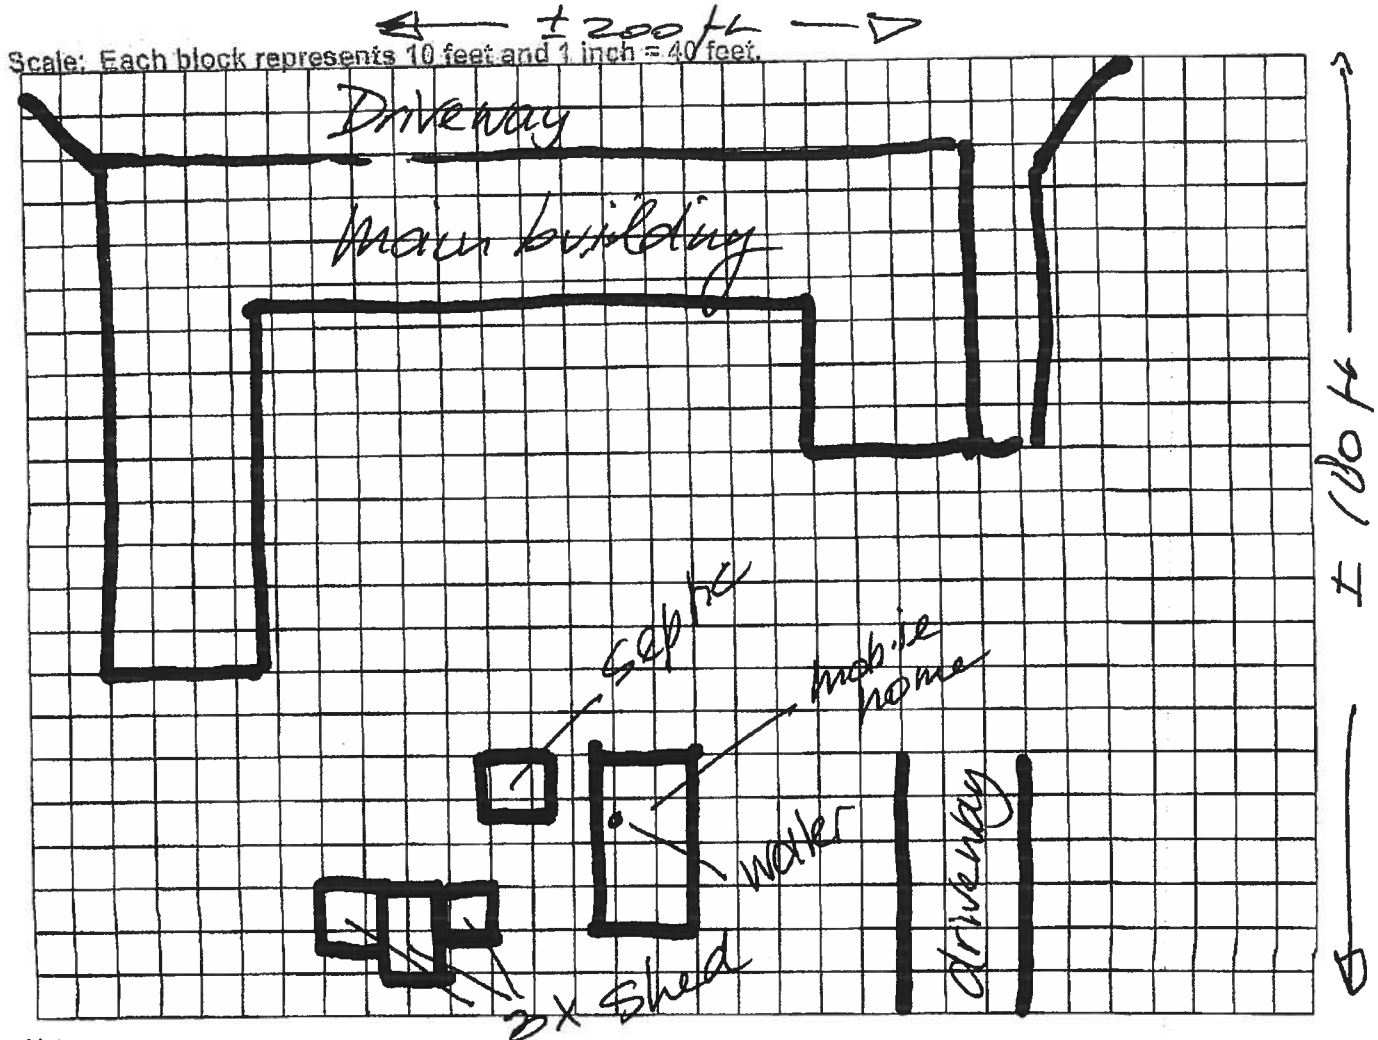 ± 200 ft
Scale: Each block represents 10 feet and 1 inch = 40 feet.
Driveway
Main building
± 180 ft
septic
mobile
home
water
driveway
3x Shed